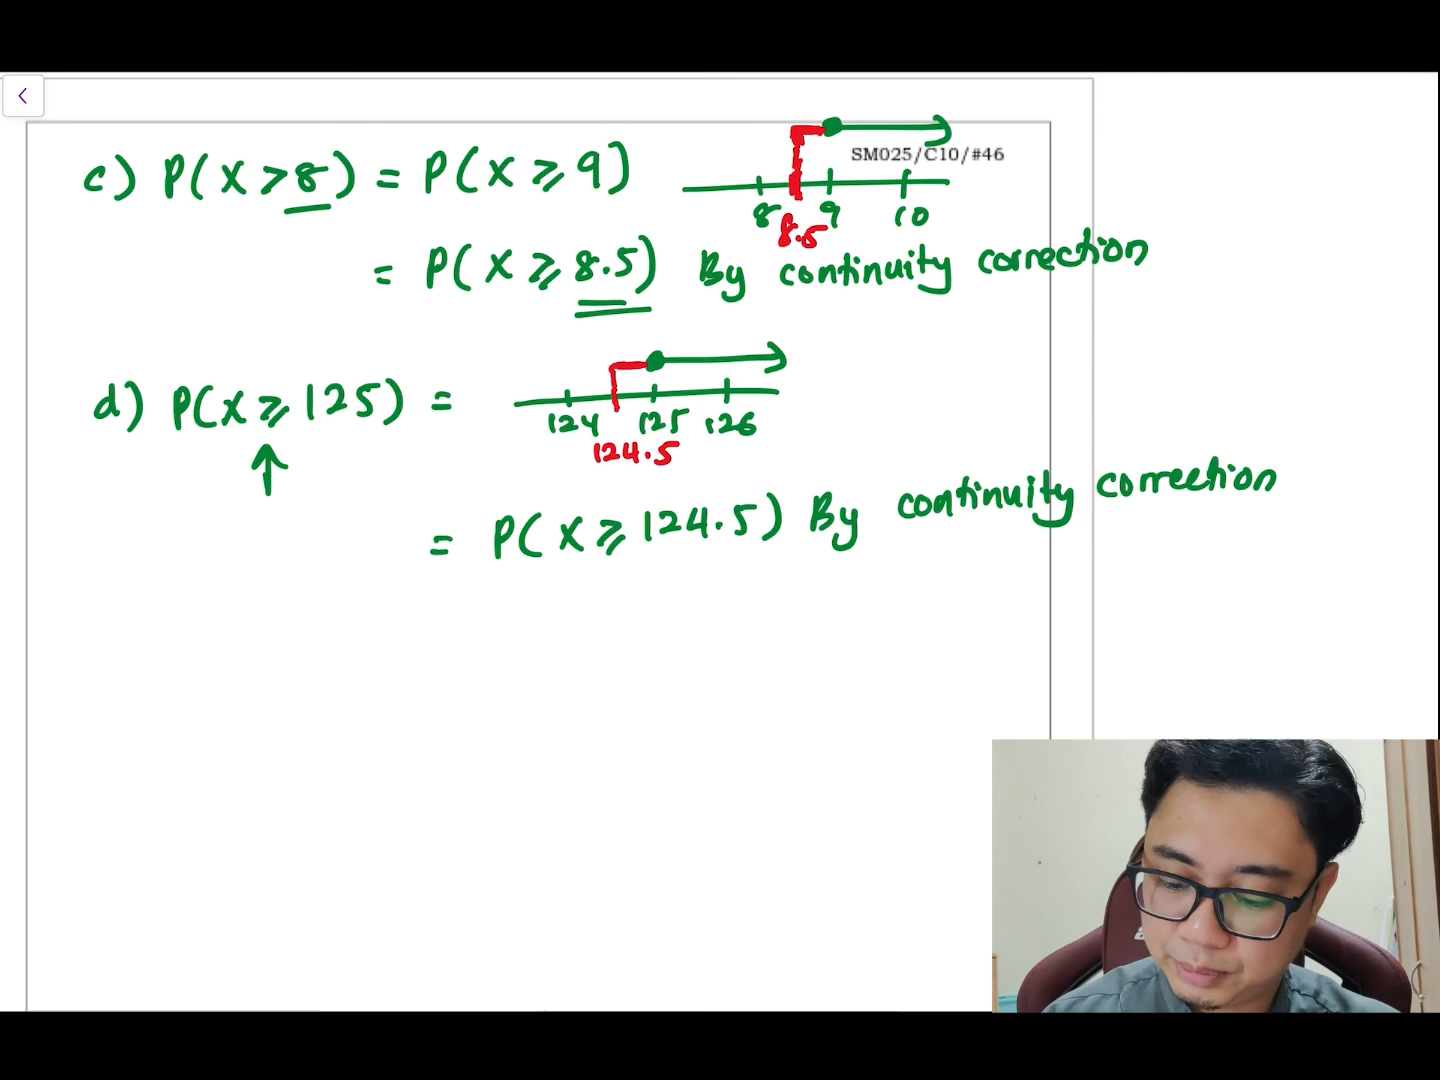 SM025/C10/#46
c) P(X > 8) = P(X ⩾ 9)
8 9 10
8.5
= P(X ⩾ 8.5) By continuity correction
d) P(X ⩾ 125) =
124 125 126
124.5
= P(X ⩾ 124.5) By continuity correction